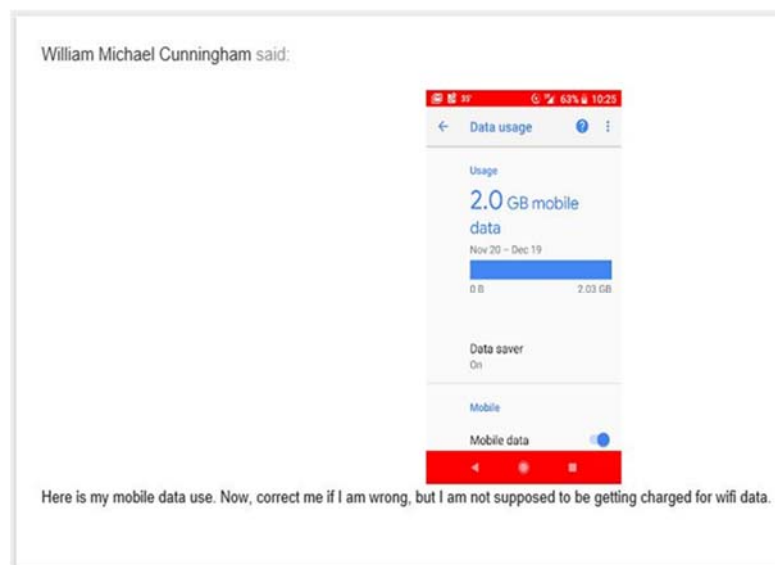 William Michael Cunningham said:
35° 63% 10:25
Data usage
Usage
2.0 GB mobile
data
Nov 20 – Dec 19
0 B 2.03 GB
Data saver
On
Mobile
Mobile data
Here is my mobile data use. Now, correct me if I am wrong, but I am not supposed to be getting charged for wifi data.